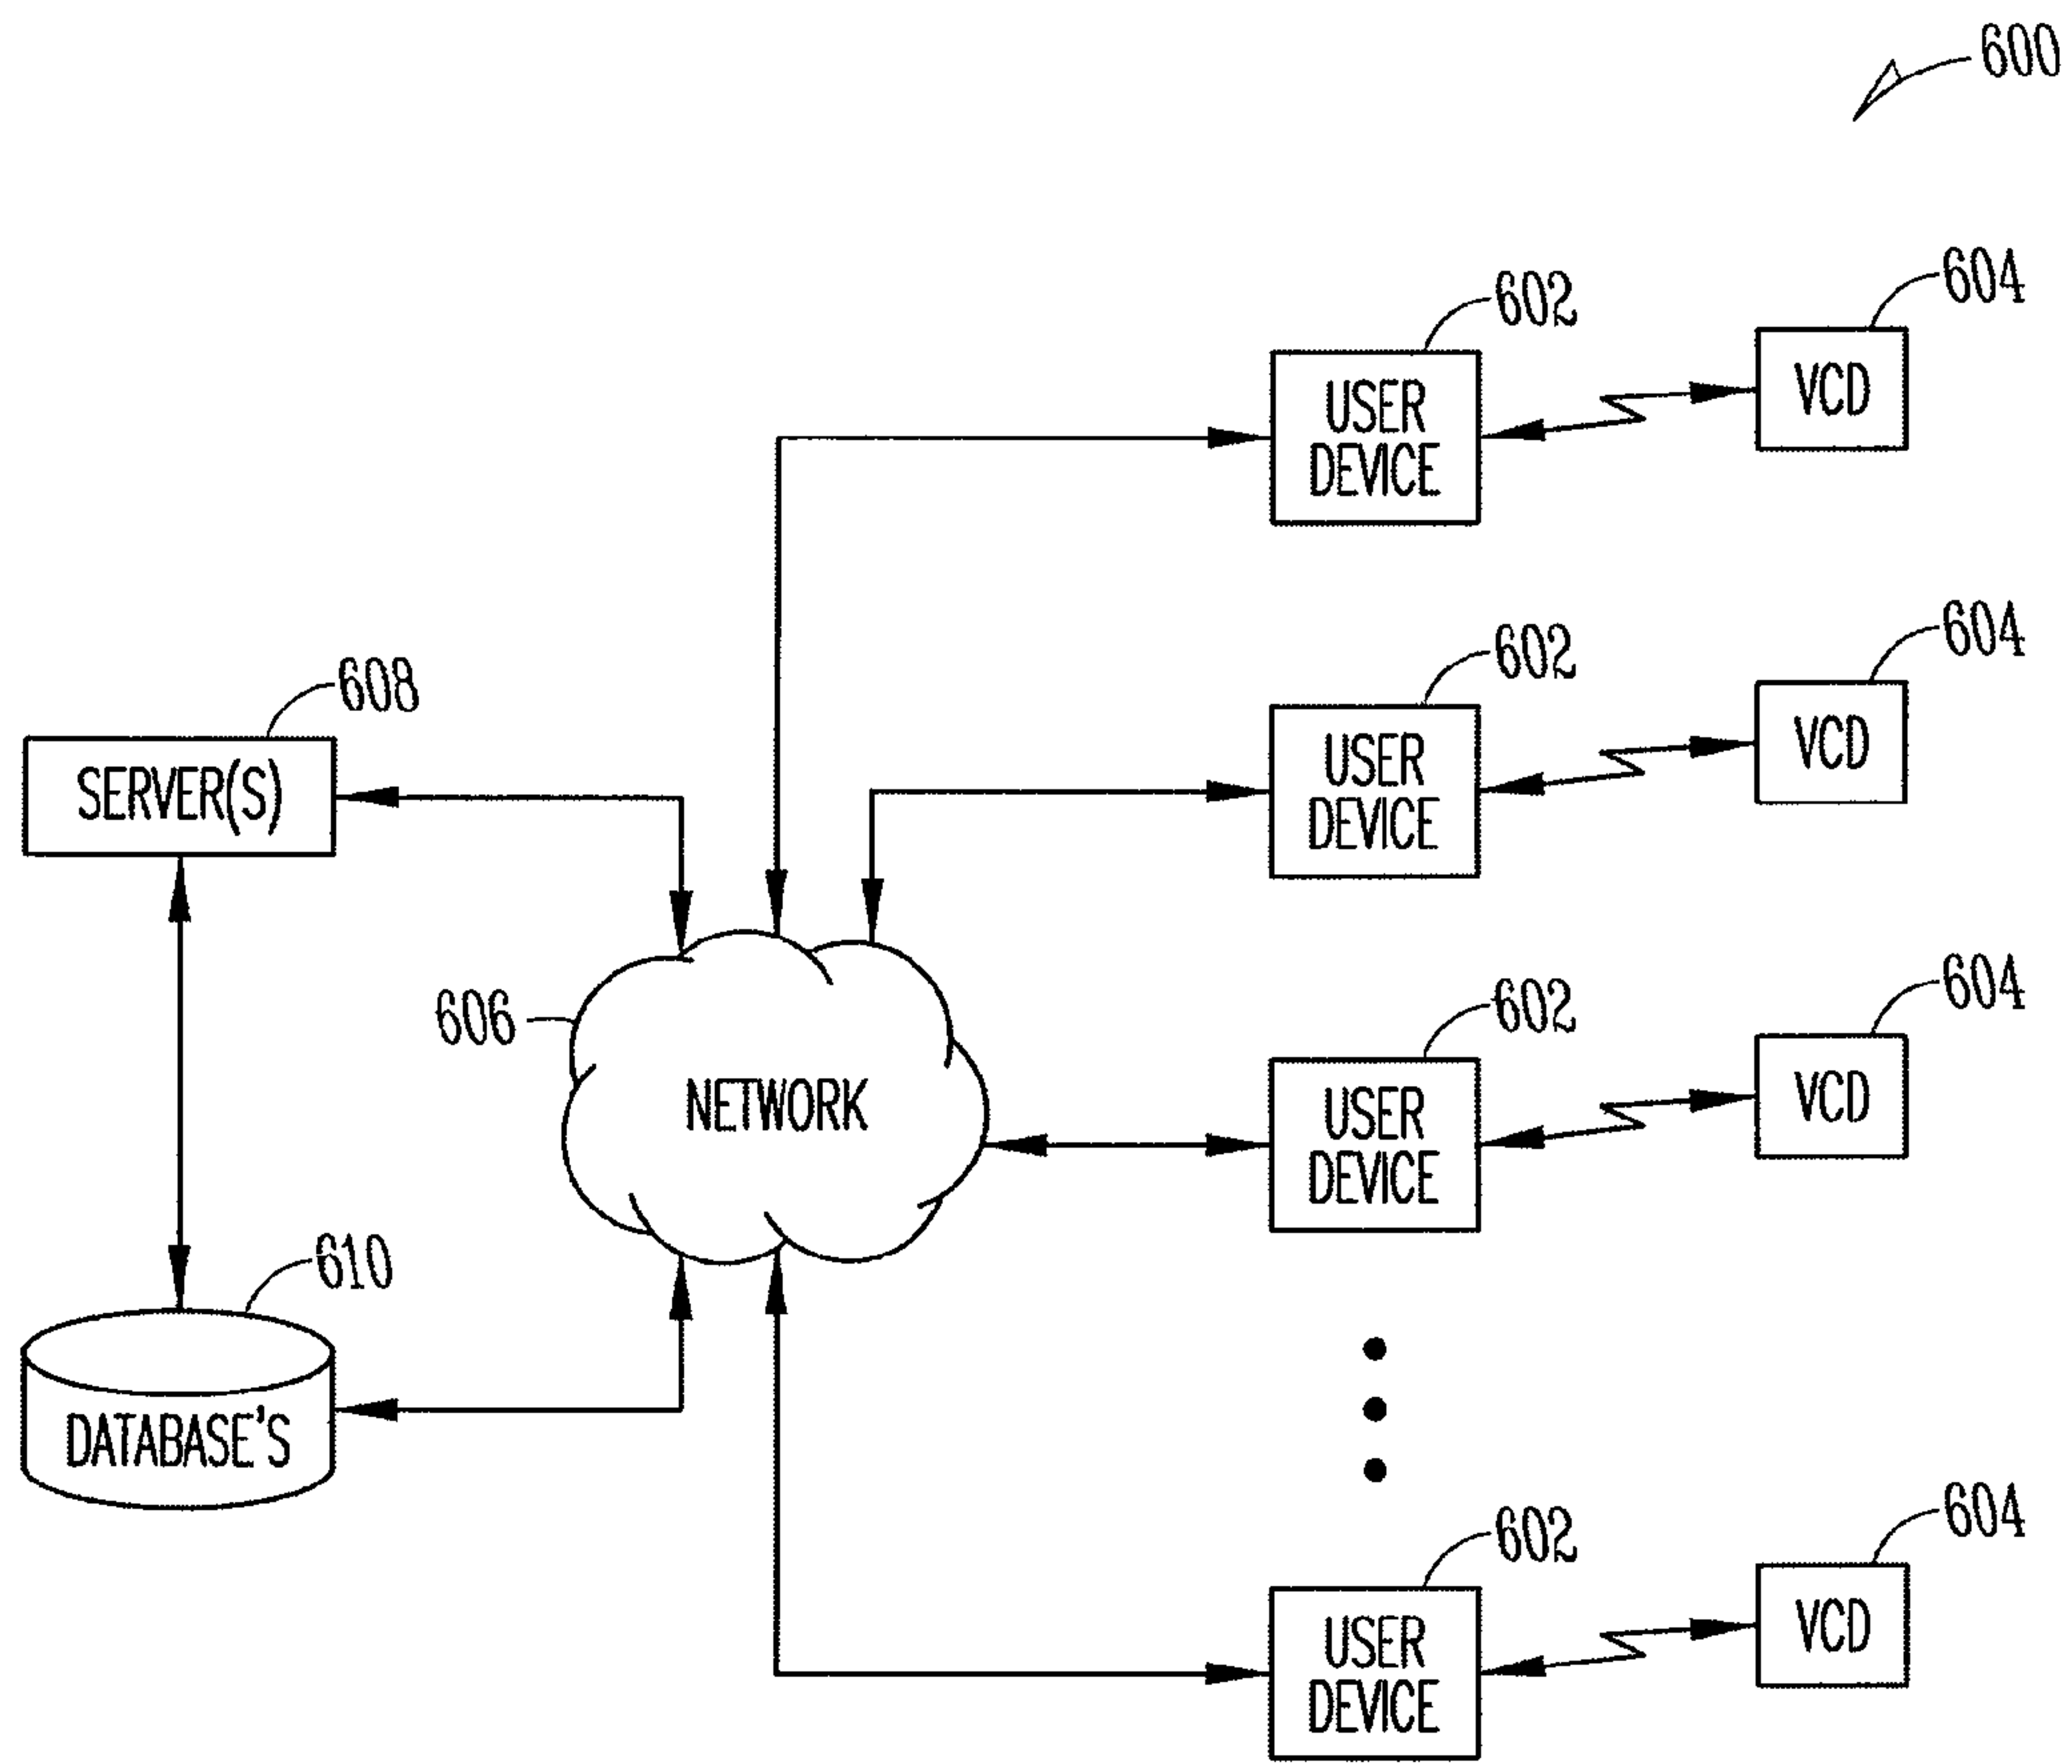 600
604
602
VCD
USER
DEVICE
604
602
608
VCD
USER
SERVER(S)
DEVICE
604
602
606
VCD
USER
NETWORK
DEVICE
610
DATABASE'S
604
602
VCD
USER
DEVICE